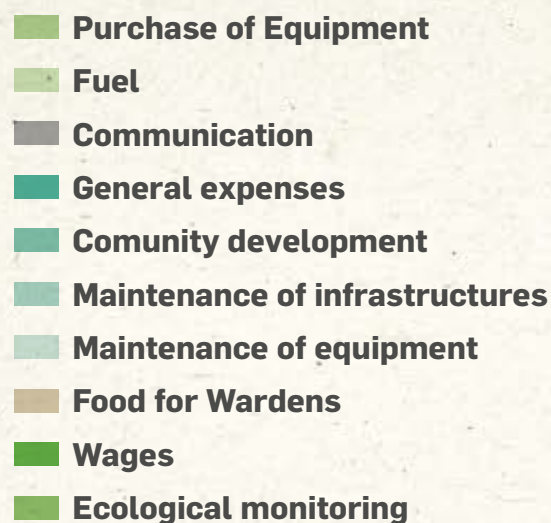 Purchase of Equipment
Fuel
Communication
General expenses
Comunity development
Maintenance of infrastructures
Maintenance of equipment
Food for Wardens
Wages
Ecological monitoring